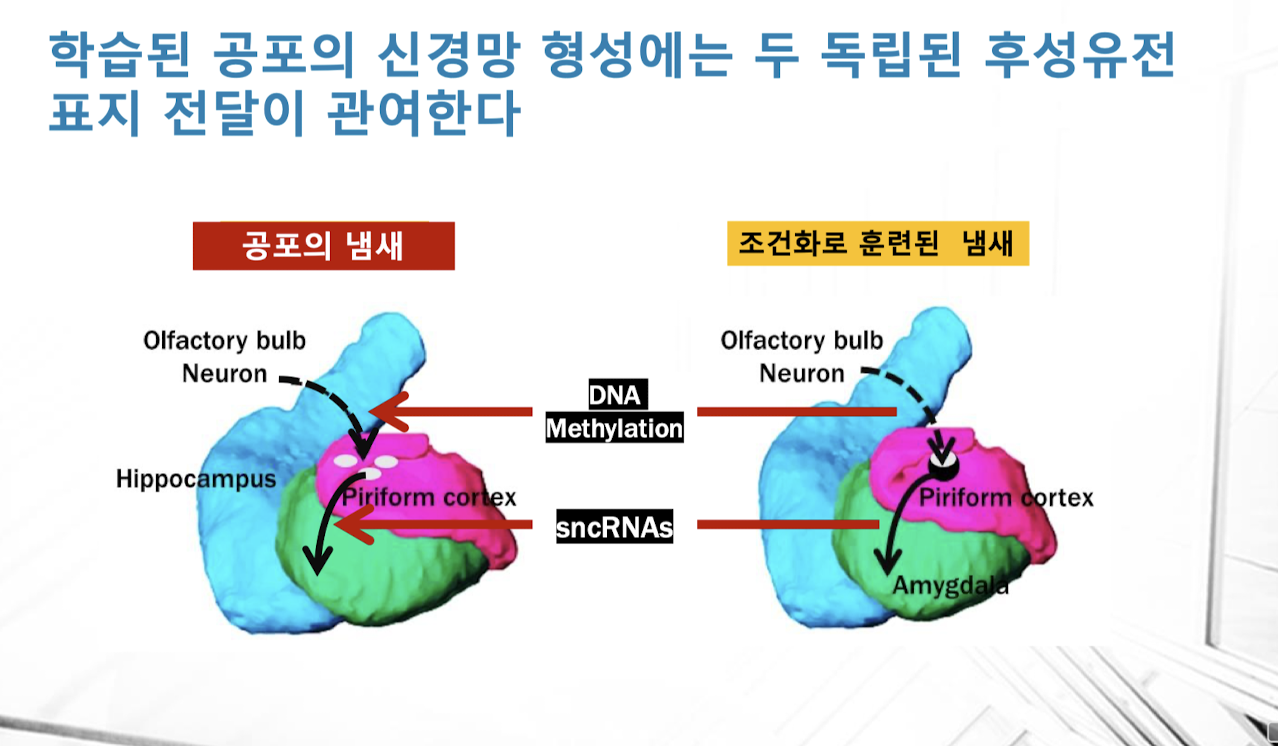 학습된 공포의 신경망 형성에는 두 독립된 후성유전
표지 전달이 관여한다
공포의 냄새
조건화로 훈련된 냄새
Olfactory bulb
Neuron
Hippocampus
Piriform cortex
DNA
Methylation
sncRNAs
Olfactory bulb
Neuron
Piriform cortex
Amygdala